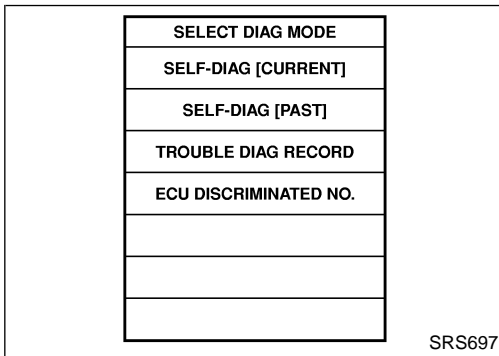 SELECT DIAG MODE
SELF-DIAG [CURRENT]
SELF-DIAG [PAST]
TROUBLE DIAG RECORD
ECU DISCRIMINATED NO.
SRS697